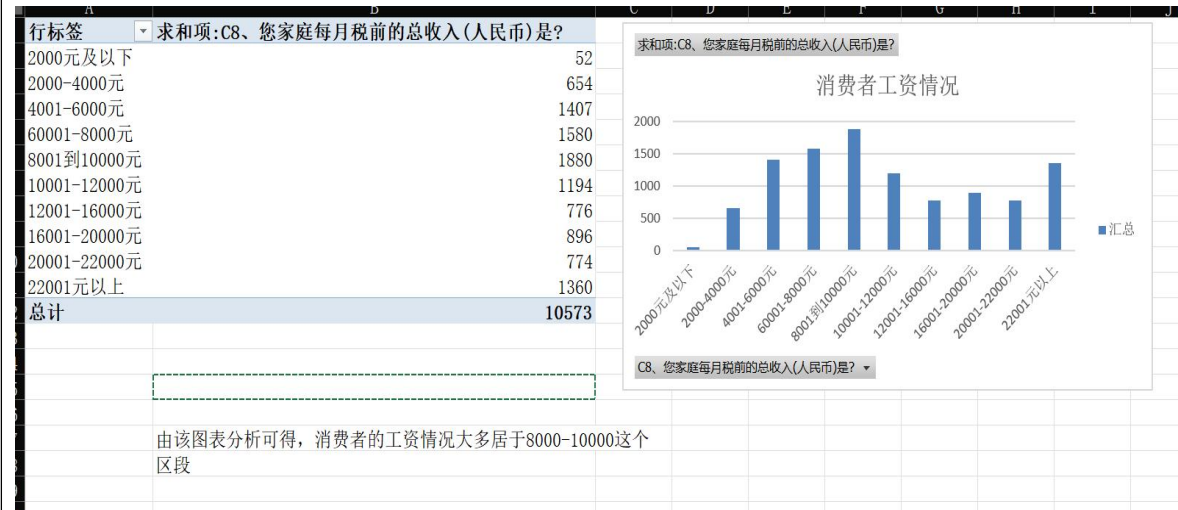 A B C D E F G H I J
行标签 求和项:C8、您家庭每月税前的总收入(人民币)是?
2000元及以下 52
2000-4000元 654
4001-6000元 1407
60001-8000元 1580
8001到10000元 1880
10001-12000元 1194
12001-16000元 776
16001-20000元 896
20001-22000元 774
22001元以上 1360
总计 10573
由该图表分析可得，消费者的工资情况大多居于8000-10000这个
区段
求和项:C8、您家庭每月税前的总收入(人民币)是?
消费者工资情况
2000
1500
1000
500
0
2000元及以下
2000-4000元
4001-6000元
60001-8000元
8001到10000元
10001-12000元
12001-16000元
16001-20000元
20001-22000元
22001元以上
汇总
C8、您家庭每月税前的总收入(人民币)是?